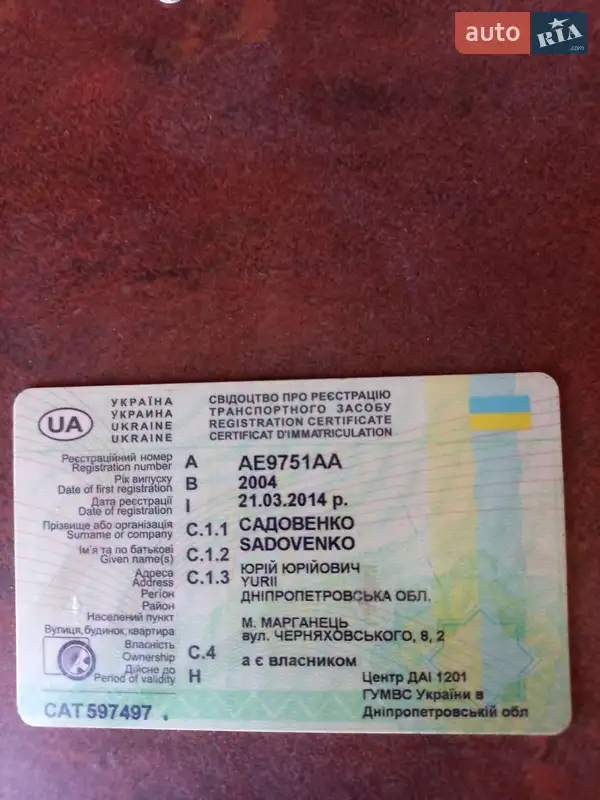 auto RIA .com
UA
УКРАЇНА
УКРАИНА
UKRAINE
UKRAINE
СВІДОЦТВО ПРО РЕЄСТРАЦІЮ
ТРАНСПОРТНОГО ЗАСОБУ
REGISTRATION CERTIFICATE
CERTIFICAT D'IMMATRICULATION
Реєстраційний номер
Registration number A АЕ9751АА
Рік випуску
Date of first registration B 2004
Дата реєстрації
Date of registration I 21.03.2014 р.
Прізвище або організація
Surname or company C.1.1 САДОВЕНКО
SADOVENKO
Ім'я та по батькові
Given name(s) C.1.2 ЮРІЙ ЮРІЙОВИЧ
YURII
Адреса
Address C.1.3
Регіон ДНІПРОПЕТРОВСЬКА ОБЛ.
Район
Населений пункт М. МАРГАНЕЦЬ
Вулиця, будинок, квартира вул. ЧЕРНЯХОВСЬКОГО, 8, 2
Власність
Ownership C.4 а є власником
Дійсне до
Period of validity H
Центр ДАІ 1201
ГУМВС України в
Дніпропетровській обл
САТ 597497